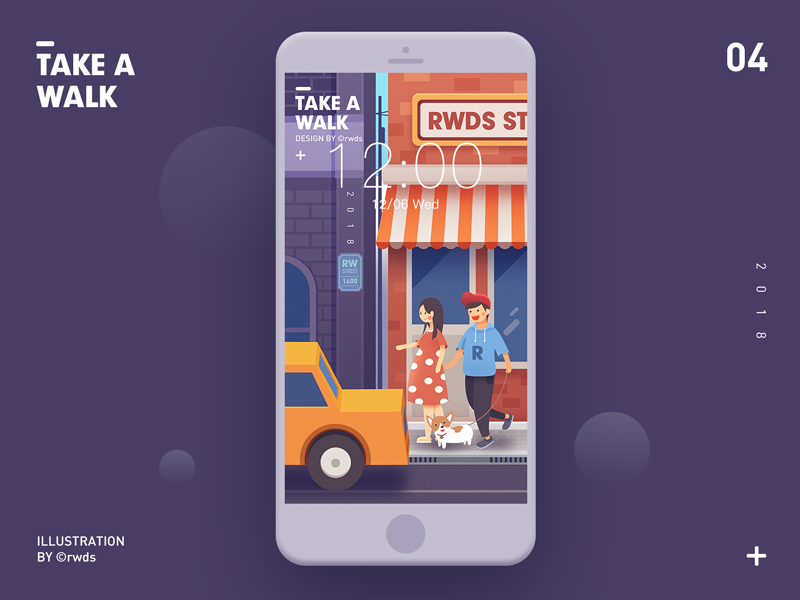 TAKE A
WALK
04
TAKE A
WALK
DESIGN BY ©rwds
+
12:00
12/06 Wed
2018
RWDS ST
RW
STREET
1600
R
2018
ILLUSTRATION
BY ©rwds
+